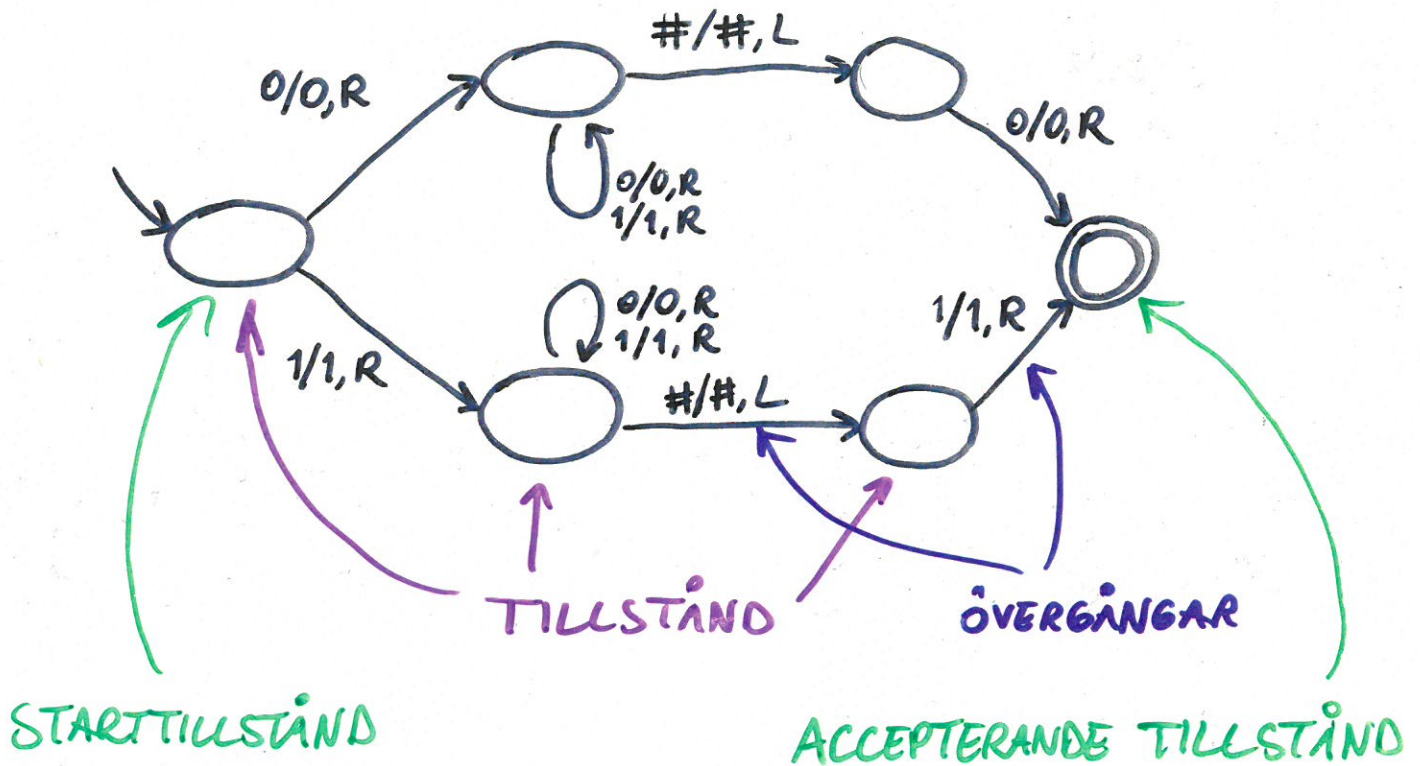 #/#, L
0/0, R
0/0, R
0/0, R
1/1, R
0/0, R
1/1, R
1/1, R
1/1, R
#/#, L
TILLSTÅND
ÖVERGÅNGAR
STARTTILLSTÅND
ACCEPTERANDE TILLSTÅND